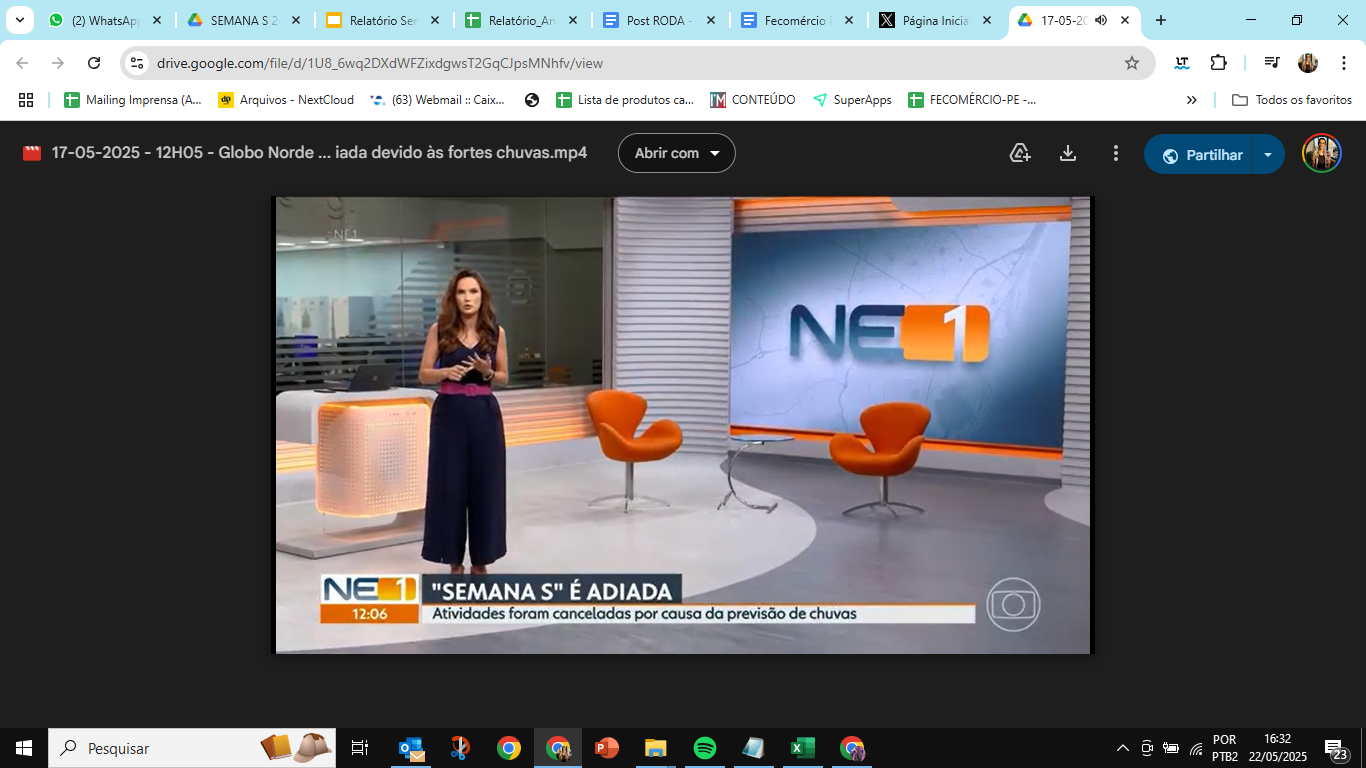 (2) WhatsApp
SEMANA S 2
Relatório Ser
Relatório_An
Post RODA -
Fecomércio
Página Inicia
17-05-20
drive.google.com/file/d/1U8_6wq2DXdWFZixdgwsT2GqCJpsMNhfv/view
Mailing Imprensa (A...
Arquivos - NextCloud
(63) Webmail :: Caix...
Lista de produtos ca...
CONTEÚDO
SuperApps
FECOMÉRCIO-PE -...
Todos os favoritos
17-05-2025 - 12H05 - Globo Norde ... iada devido às fortes chuvas.mp4
Abrir com
Partilhar
NE1
NE1
NE1
"SEMANA S" É ADIADA
12:06
Atividades foram canceladas por causa da previsão de chuvas
Pesquisar
POR
PTB2
16:32
22/05/2025
23